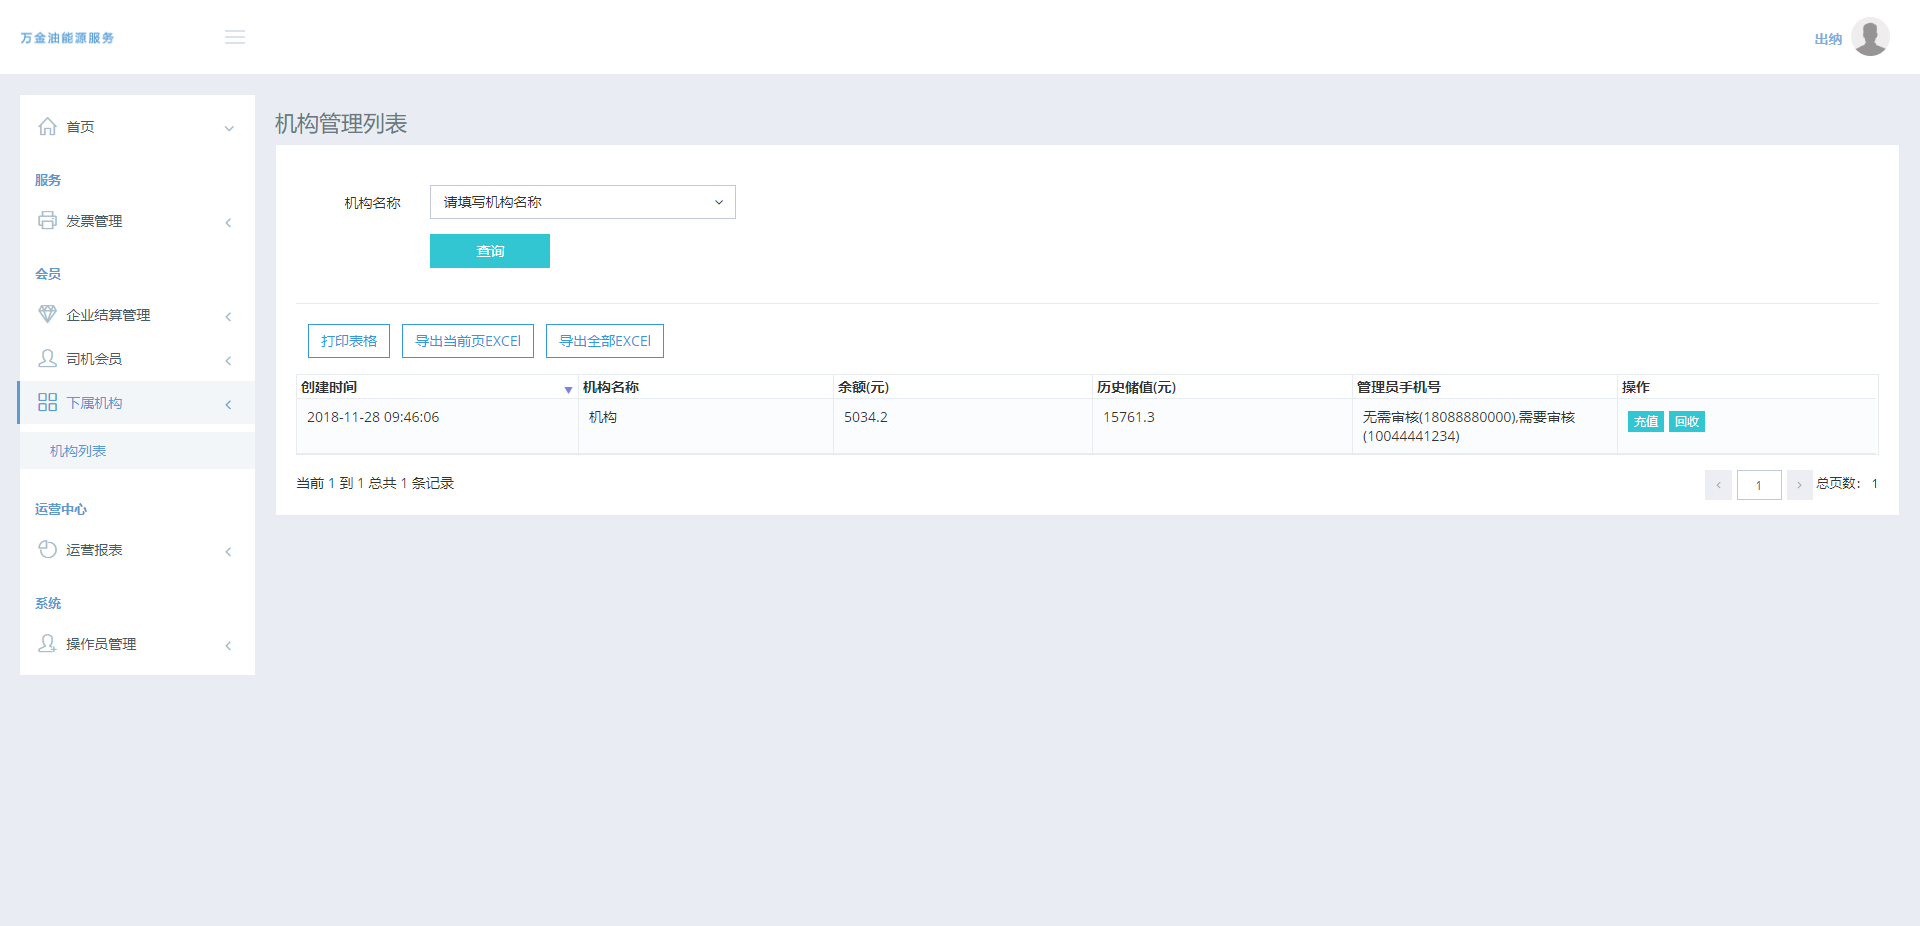 万金油能源服务
出纳
首页
服务
发票管理
会员
企业结算管理
司机会员
下属机构
机构列表
运营中心
运营报表
系统
操作员管理
机构管理列表
机构名称 请填写机构名称
查询
打印表格 导出当前页EXCEl 导出全部EXCEl
创建时间 机构名称 余额(元) 历史储值(元) 管理员手机号 操作
2018-11-28 09:46:06 机构 5034.2 15761.3 无需审核(18088880000),需要审核 充值 回收
(10044441234)
当前 1 到 1 总共 1 条记录 1 总页数： 1